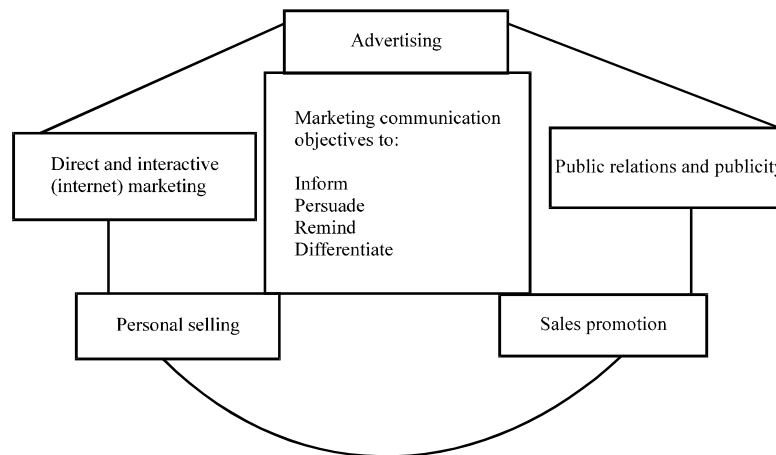 Advertising
Marketing communication
objectives to:
Inform
Persuade
Remind
Differentiate
Direct and interactive
(internet) marketing
Public relations and publicity
Personal selling
Sales promotion